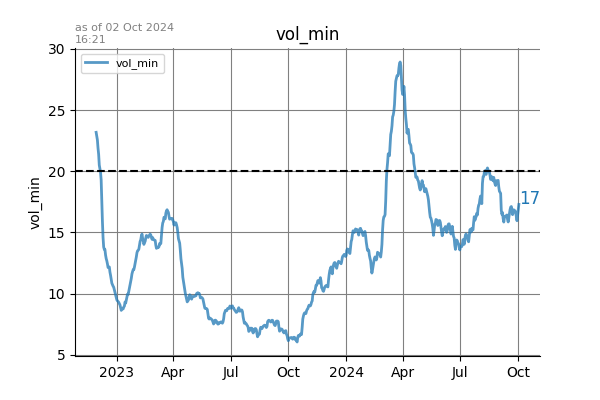 as of 02 Oct 2024
16:21
vol_min
vol_min
30
25
20
15
10
5
vol_min
17
2023
Apr
Jul
Oct
2024
Apr
Jul
Oct